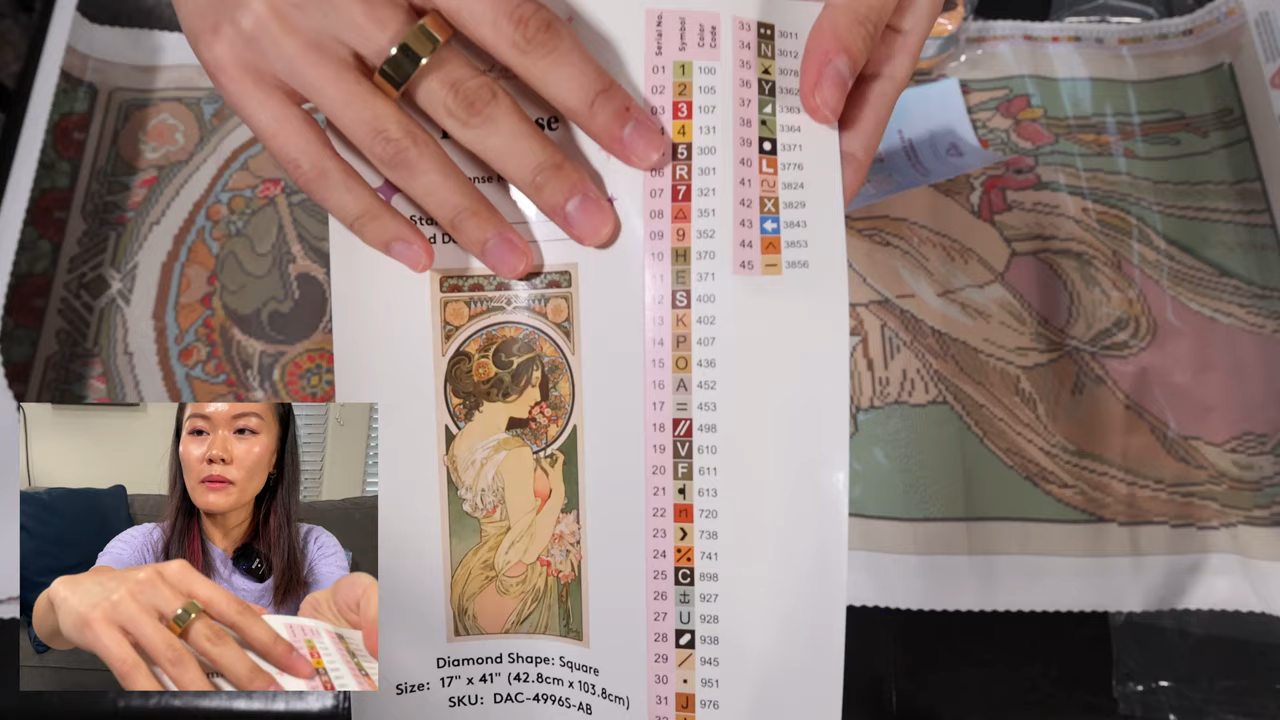 Serial No. Symbol Color Code
01 1 100
02 2 105
03 3 107
4 131
5 300
06 R 301
07 7 321
08 △ 351
09 9 352
10 H 370
11 E 371
12 S 400
13 K 402
14 P 407
15 O 436
16 A 452
17 = 453
18 // 498
19 V 610
20 F 611
21 613
22 n 720
23 738
24 741
25 C 898
26 927
27 U 928
28 938
29 / 945
30 951
31 J 976
33 3011
34 N 3012
35 3078
36 Y 3362
37 3363
38 3364
39 ● 3371
40 L 3776
41 3824
42 X 3829
43 ← 3843
44 ^ 3853
45 — 3856
Diamond Shape: Square
Size: 17" x 41" (42.8cm x 103.8cm)
SKU: DAC-4996S-AB